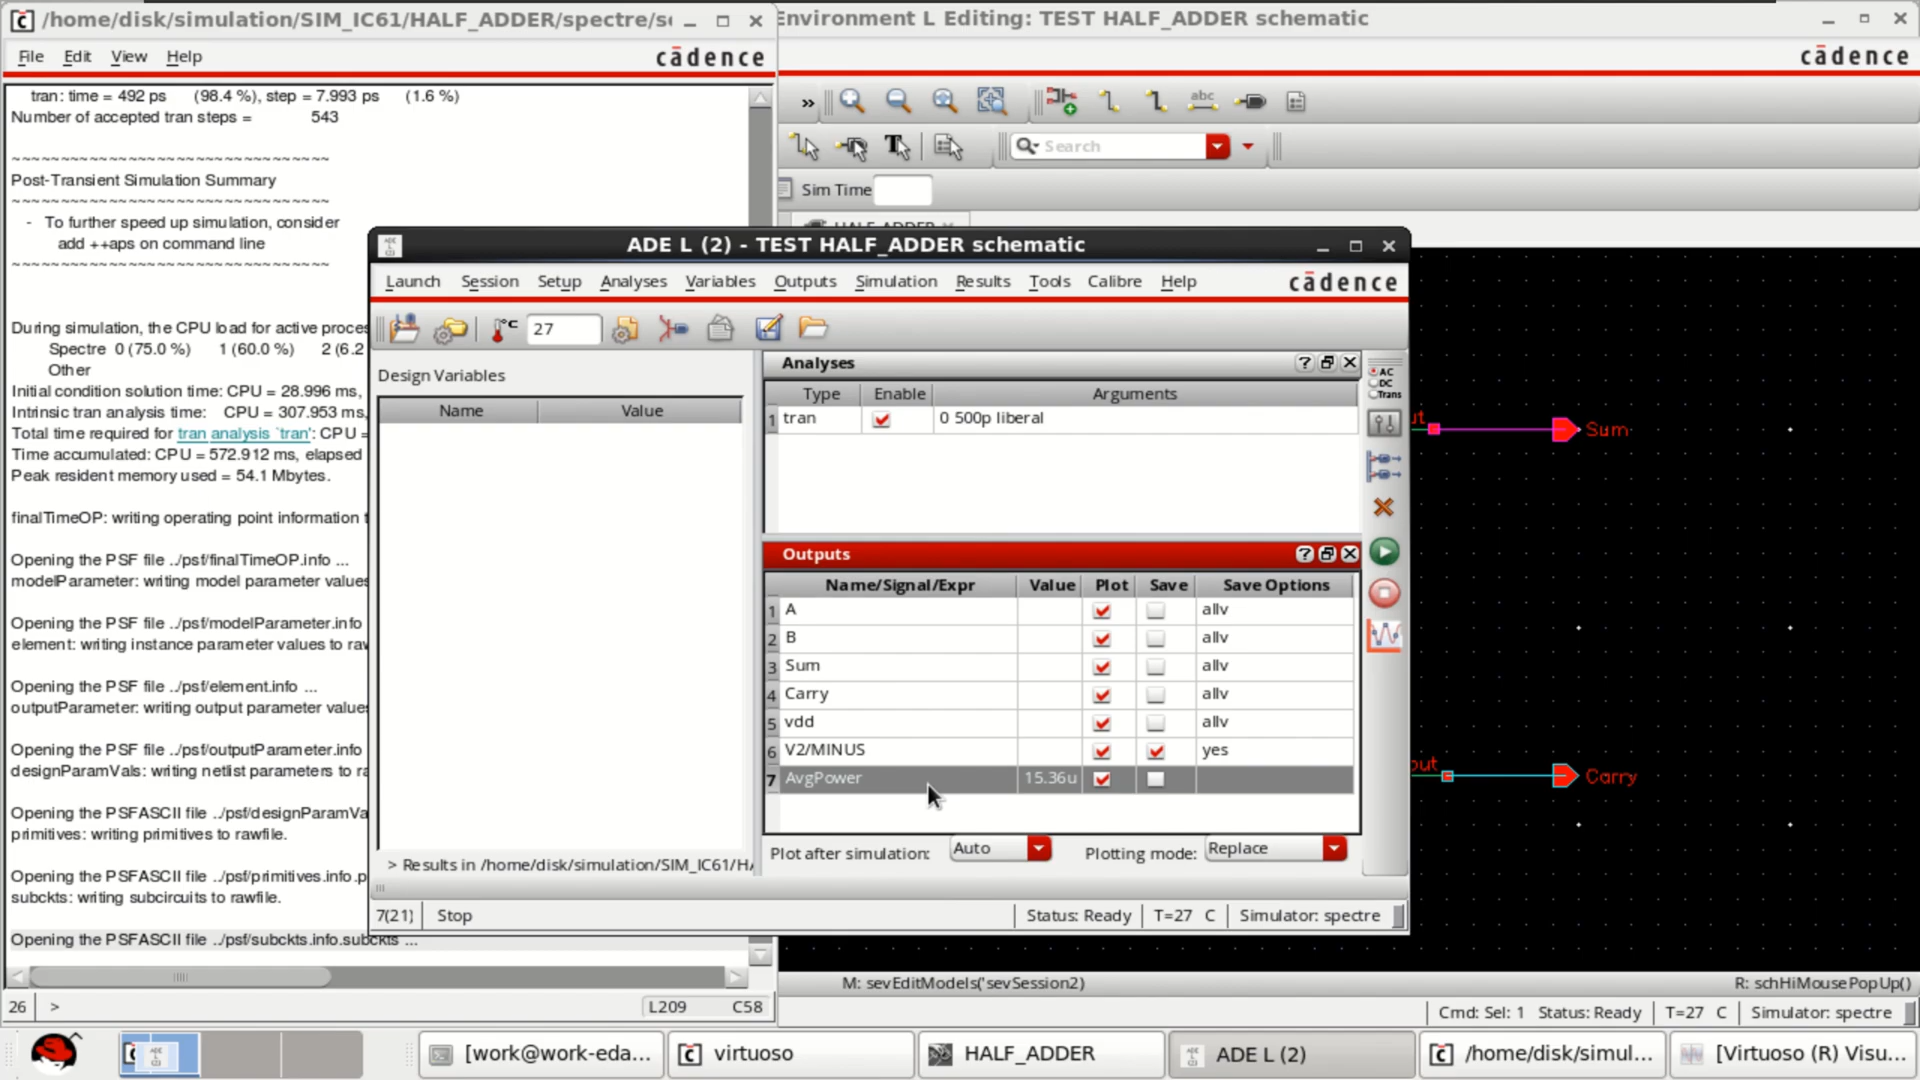 /home/disk/simulation/SIM_IC61/HALF_ADDER/spectre/s
File Edit View Help cādence
tran: time = 492 ps (98.4 %), step = 7.993 ps (1.6 %)
Number of accepted tran steps = 543
~~~~~~~~~~~~~~~~~~~~~~~~~~~~~~~~
Post-Transient Simulation Summary
~~~~~~~~~~~~~~~~~~~~~~~~~~~~~~~~
- To further speed up simulation, consider
add ++aps on command line
~~~~~~~~~~~~~~~~~~~~~~~~~~~~~~~~
During simulation, the CPU load for active proce
Spectre 0 (75.0 %) 1 (60.0 %) 2 (6.2
Other
Initial condition solution time: CPU = 28.996 ms,
Intrinsic tran analysis time: CPU = 307.953 ms,
Total time required for tran analysis `tran': CPU =
Time accumulated: CPU = 572.912 ms, elapsed
Peak resident memory used = 54.1 Mbytes.
finalTimeOP: writing operating point information t
Opening the PSF file ../psf/finalTimeOP.info ...
modelParameter: writing model parameter values
Opening the PSF file ../psf/modelParameter.info
element: writing instance parameter values to raw
Opening the PSF file ../psf/element.info ...
outputParameter: writing output parameter values
Opening the PSF file ../psf/outputParameter.info
designParamVals: writing netlist parameters to ra
Opening the PSFASCII file ../psf/designParamVa
primitives: writing primitives to rawfile.
Opening the PSFASCII file ../psf/primitives.info.p
subckts: writing subcircuits to rawfile.
Opening the PSFASCII file ../psf/subckts.info.subckts ...
26 > L209 C58
Environment L Editing: TEST HALF_ADDER schematic
cādence
»
abc
T
Search
Sim Time
HALF_ADDER
ADE L (2) - TEST HALF_ADDER schematic
Launch Session Setup Analyses Variables Outputs Simulation Results Tools Calibre Help cādence
°C 27
Design Variables
Name Value
Analyses
Type Enable Arguments
1 tran 0 500p liberal
Outputs
Name/Signal/Expr Value Plot Save Save Options
1 A allv
2 B allv
3 Sum allv
4 Carry allv
5 vdd allv
6 V2/MINUS yes
7 AvgPower 15.36u
Plot after simulation: Auto Plotting mode: Replace
> Results in /home/disk/simulation/SIM_IC61/HA
7(21) Stop Status: Ready T=27 C Simulator: spectre
AC
DC
Trans
ut Sum
out Carry
M: sevEditModels('sevSession2) R: schHiMousePopUp()
Cmd: Sel: 1 Status: Ready T=27 C Simulator: spectre
[work@work-eda... virtuoso HALF_ADDER ADE L (2) /home/disk/simul... [Virtuoso (R) Visu...